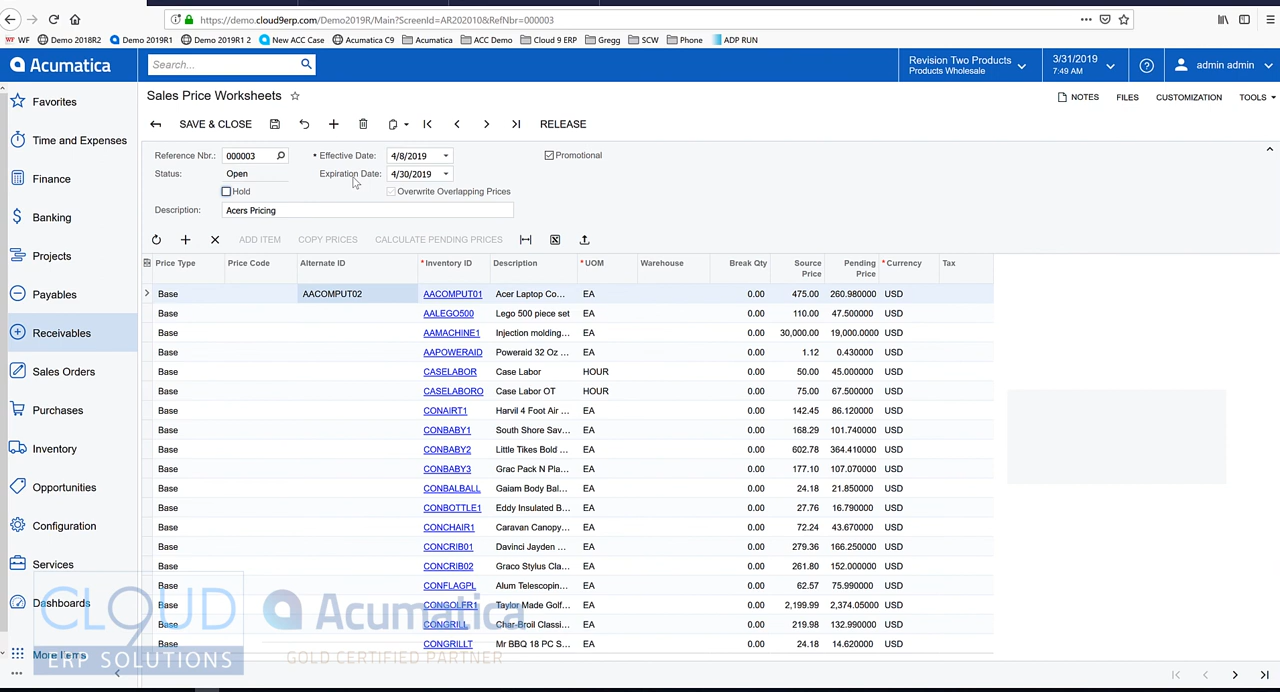 https://demo.cloud9erp.com/Demo2019R/Main?ScreenId=AR202010&RefNbr=000003
WF Demo 2018R2 Demo 2019R1 Demo 2019R1 2 New ACC Case Acumatica C9 Acumatica ACC Demo Cloud 9 ERP Gregg SCW Phone ADP RUN
Acumatica Search... Revision Two Products Products Wholesale 3/31/2019 7:49 AM admin admin
Sales Price Worksheets NOTES FILES CUSTOMIZATION TOOLS
SAVE & CLOSE RELEASE
Reference Nbr.: 000003 • Effective Date: 4/8/2019 Promotional
Status: Open Expiration Date: 4/30/2019
Hold Overwrite Overlapping Prices
Description: Acers Pricing
ADD ITEM COPY PRICES CALCULATE PENDING PRICES
Price Type Price Code Alternate ID *Inventory ID Description *UOM Warehouse Break Qty Source Price Pending Price *Currency Tax
Base AACOMPUT02 AACOMPUT01 Acer Laptop Co... EA 0.00 475.00 260.980000 USD
Base AALEGO500 Lego 500 piece set EA 0.00 110.00 47.500000 USD
Base AAMACHINE1 Injection molding... EA 0.00 30,000.00 19,000.0000 USD
Base AAPOWERAID Poweraid 32 Oz ... EA 0.00 1.12 0.430000 USD
Base CASELABOR Case Labor HOUR 0.00 50.00 45.000000 USD
Base CASELABORO Case Labor OT HOUR 0.00 75.00 67.500000 USD
Base CONAIRT1 Harvil 4 Foot Air ... EA 0.00 142.45 86.120000 USD
Base CONBABY1 South Shore Sav... EA 0.00 168.29 101.740000 USD
Base CONBABY2 Little Tikes Bold ... EA 0.00 602.78 364.410000 USD
Base CONBABY3 Grac Pack N Pla... EA 0.00 177.10 107.070000 USD
Base CONBALBALL Gaiam Body Bal... EA 0.00 24.18 21.850000 USD
Base CONBOTTLE1 Eddy Insulated B... EA 0.00 27.76 16.790000 USD
Base CONCHAIR1 Caravan Canopy... EA 0.00 72.24 43.670000 USD
Base CONCRIB01 Davinci Jayden ... EA 0.00 279.36 166.250000 USD
Base CONCRIB02 Graco Stylus Cla... EA 0.00 261.80 152.000000 USD
Base CONFLAGPL Alum Telescopin... EA 0.00 62.57 75.990000 USD
Base CONGOLFR1 Taylor Made Golf... EA 0.00 2,199.99 2,374.05000 USD
Base CONGRILL Char-Broil Classi... EA 0.00 219.98 132.990000 USD
Base CONGRILLT Mr BBQ 18 PC S... EA 0.00 24.18 14.620000 USD
Favorites
Time and Expenses
Finance
Banking
Projects
Payables
Receivables
Sales Orders
Purchases
Inventory
Opportunities
Configuration
Services
Dashboards
More Items
CLOUD 9
ERP SOLUTIONS
Acumatica
GOLD CERTIFIED PARTNER